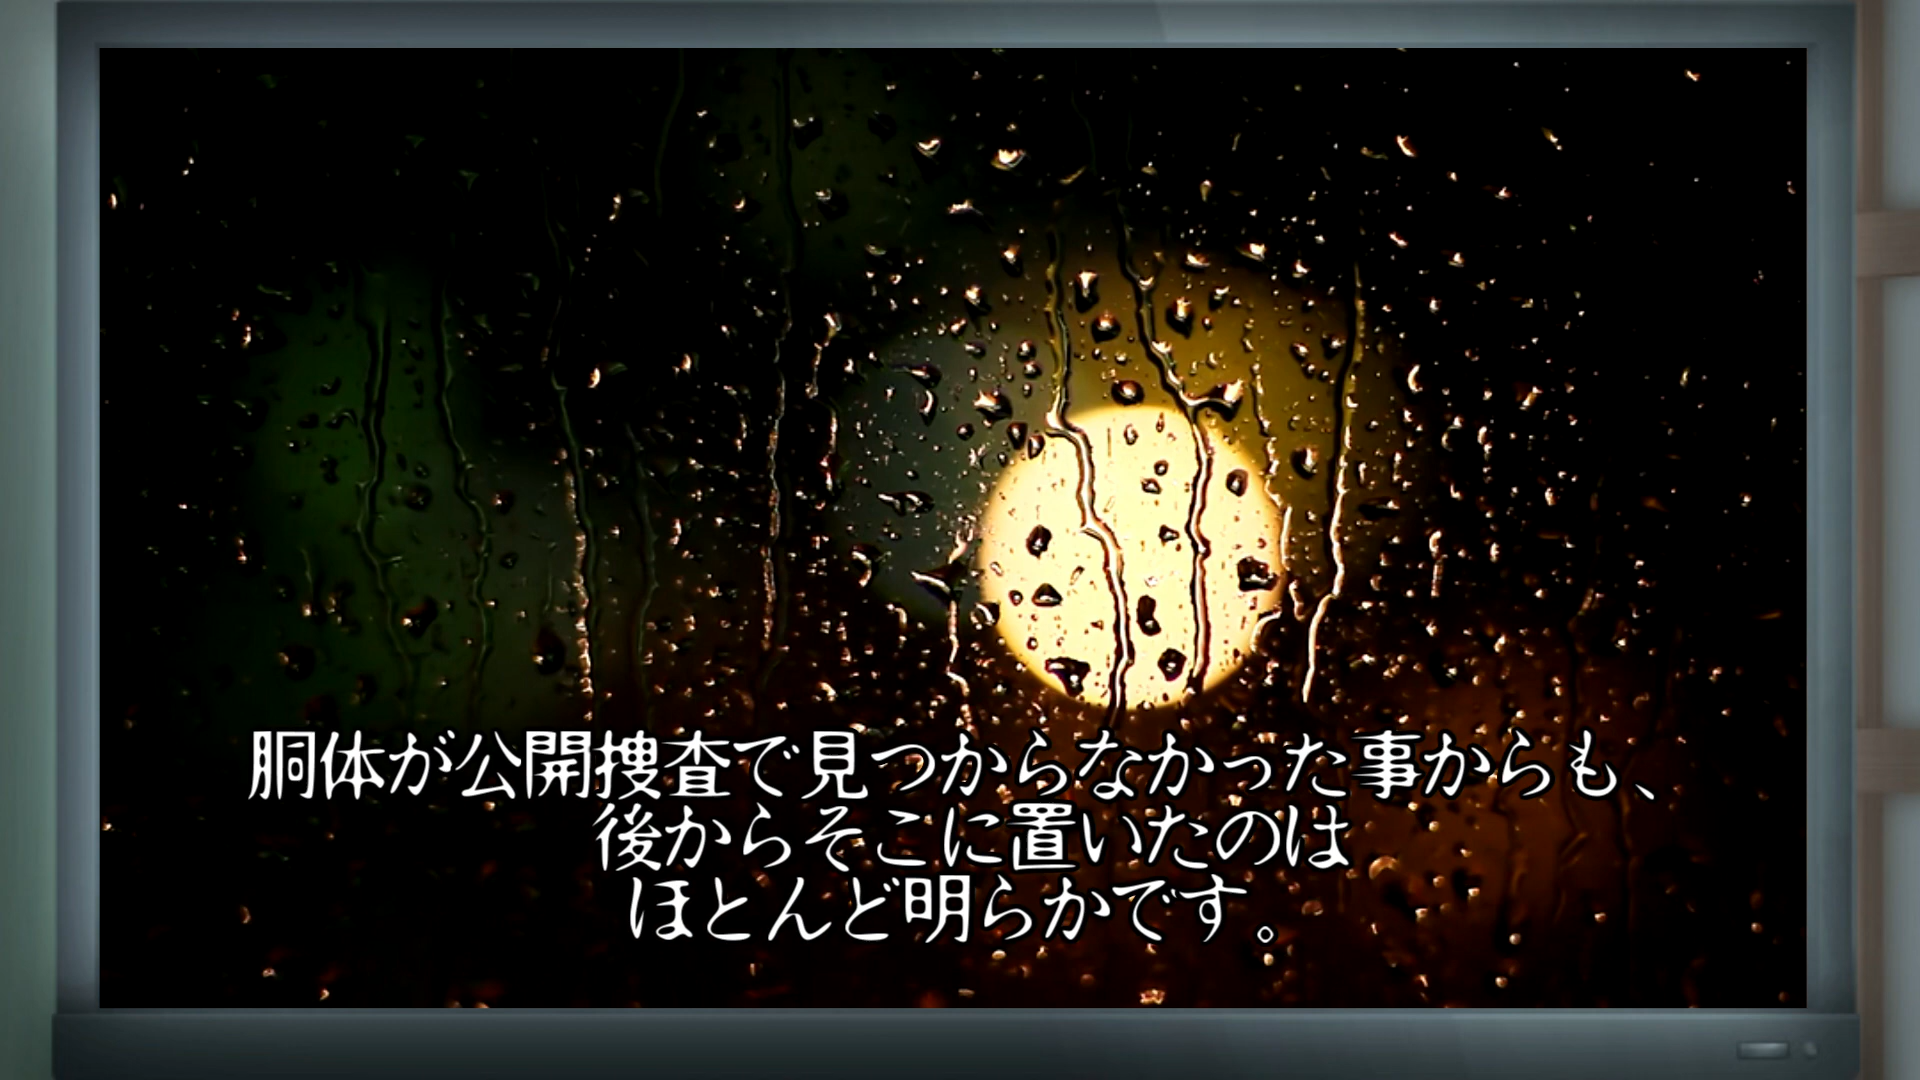 胴体が公開捜査で見つからなかった事からも、
後からそこに置いたのは
ほとんど明らかです。